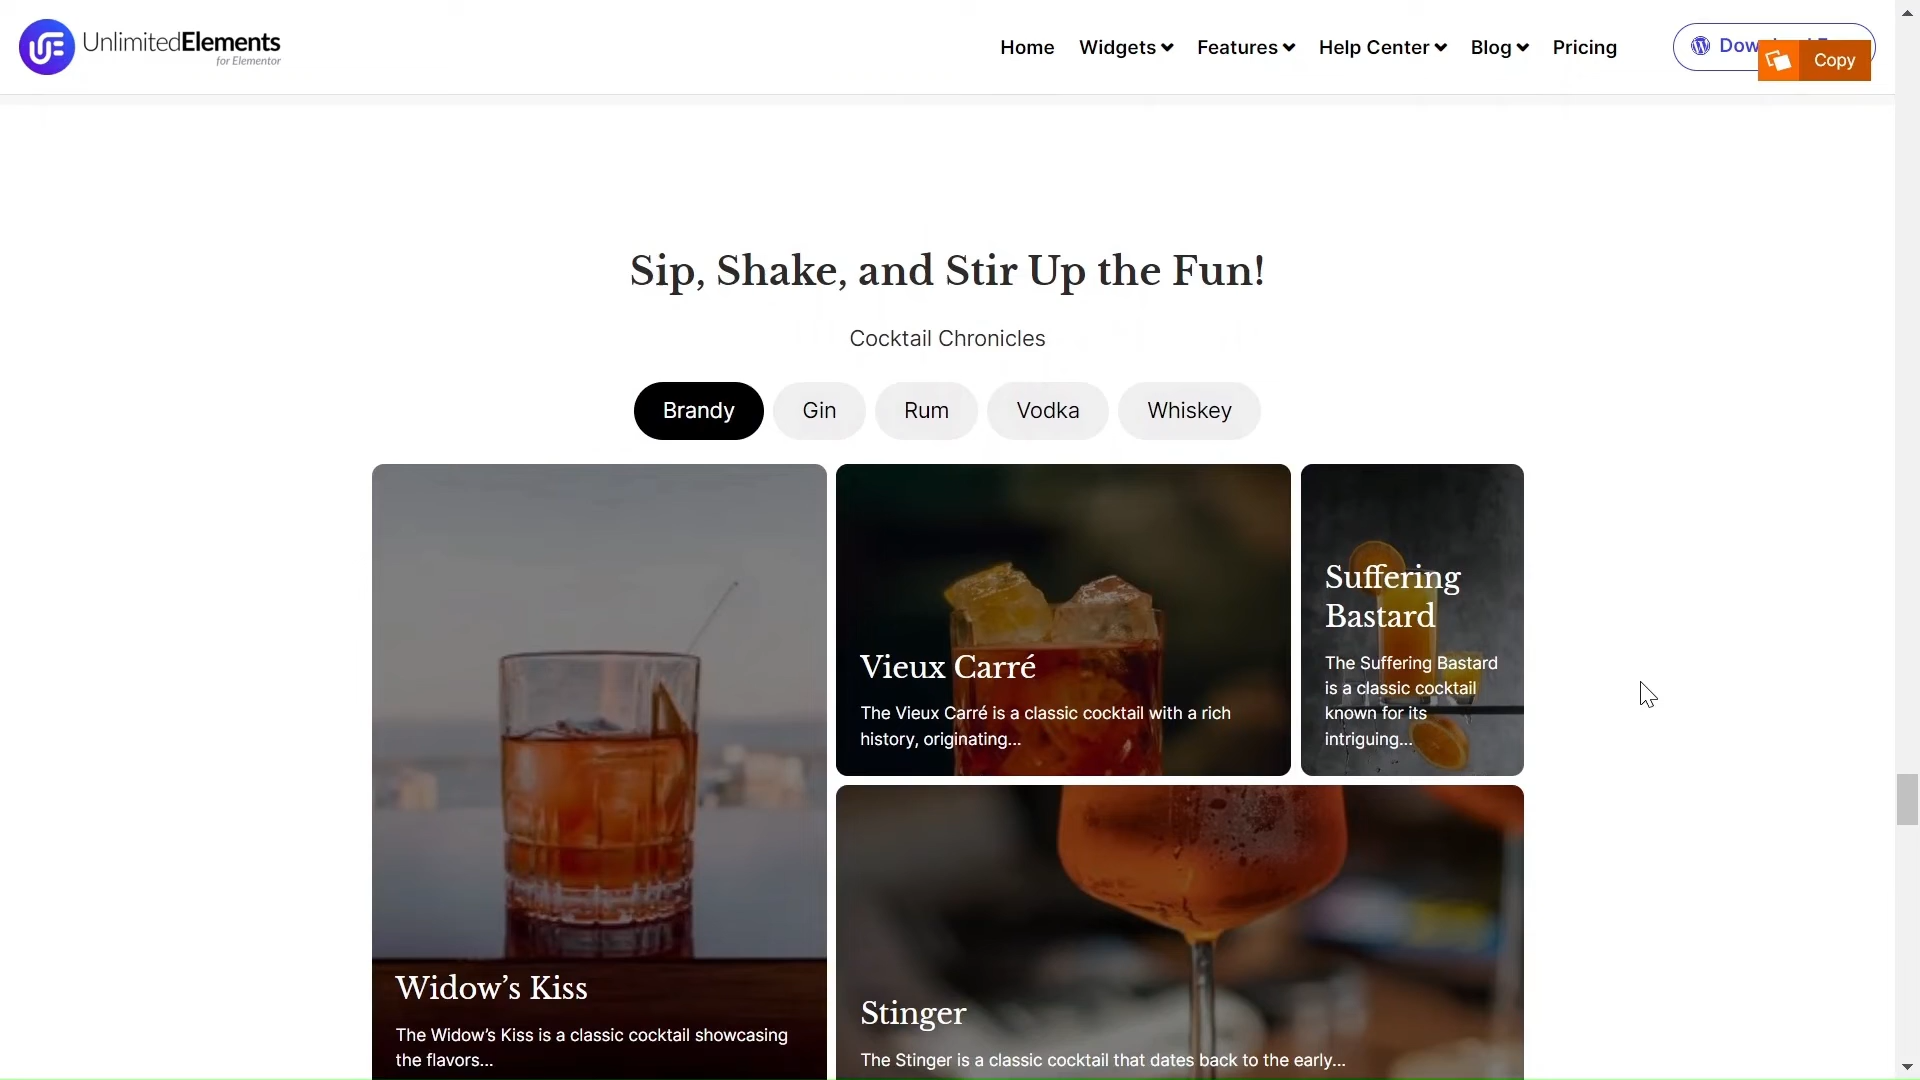 UnlimitedElements
for Elementor
Home
Widgets
Features
Help Center
Blog
Pricing
Copy
Sip, Shake, and Stir Up the Fun!
Cocktail Chronicles
Brandy
Gin
Rum
Vodka
Whiskey
Vieux Carré
The Vieux Carré is a classic cocktail with a rich
history, originating...
Suffering
Bastard
The Suffering Bastard
is a classic cocktail
known for its
intriguing...
Widow’s Kiss
The Widow’s Kiss is a classic cocktail showcasing
the flavors...
Stinger
The Stinger is a classic cocktail that dates back to the early...